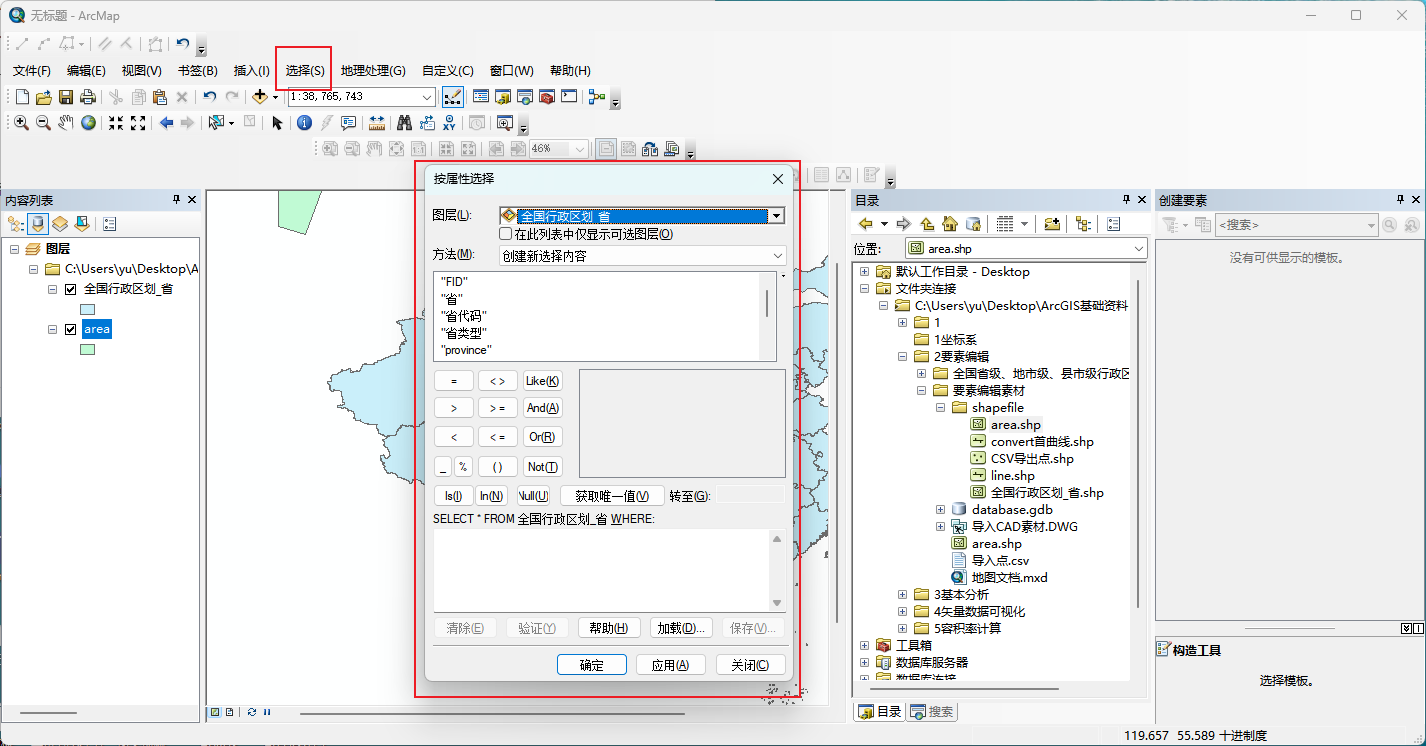 无标题 - ArcMap
文件(F) 编辑(E) 视图(V) 书签(B) 插入(I) 选择(S) 地理处理(G) 自定义(C) 窗口(W) 帮助(H)
1:38,765,743
XY
46%
内容列表
图层
C:\Users\yu\Desktop\A
全国行政区划_省
area
按属性选择
图层(L):
全国行政区划_省
在此列表中仅显示可选图层(O)
方法(M):
创建新选择内容
"FID"
"省"
"省代码"
"省类型"
"province"
= < > Like(K)
> > = And(A)
< < = Or(R)
_ % ( ) Not(T)
Is(I) In(N) Null(U) 获取唯一值(V) 转至(G):
SELECT * FROM 全国行政区划_省 WHERE:
清除(E) 验证(Y) 帮助(H) 加载(D)... 保存(V)...
确定 应用(A) 关闭(C)
目录
位置: area.shp
默认工作目录 - Desktop
文件夹连接
C:\Users\yu\Desktop\ArcGIS基础资料
1
1坐标系
2要素编辑
全国省级、地市级、县市级行政区
要素编辑素材
shapefile
area.shp
convert首曲线.shp
CSV导出点.shp
line.shp
全国行政区划_省.shp
database.gdb
导入CAD素材.DWG
area.shp
导入点.csv
地图文档.mxd
3基本分析
4矢量数据可视化
5容积率计算
工具箱
数据库服务器
数据库连接
目录 搜索
创建要素
<搜索>
没有可供显示的模板。
构造工具
选择模板。
119.657 55.589 十进制度